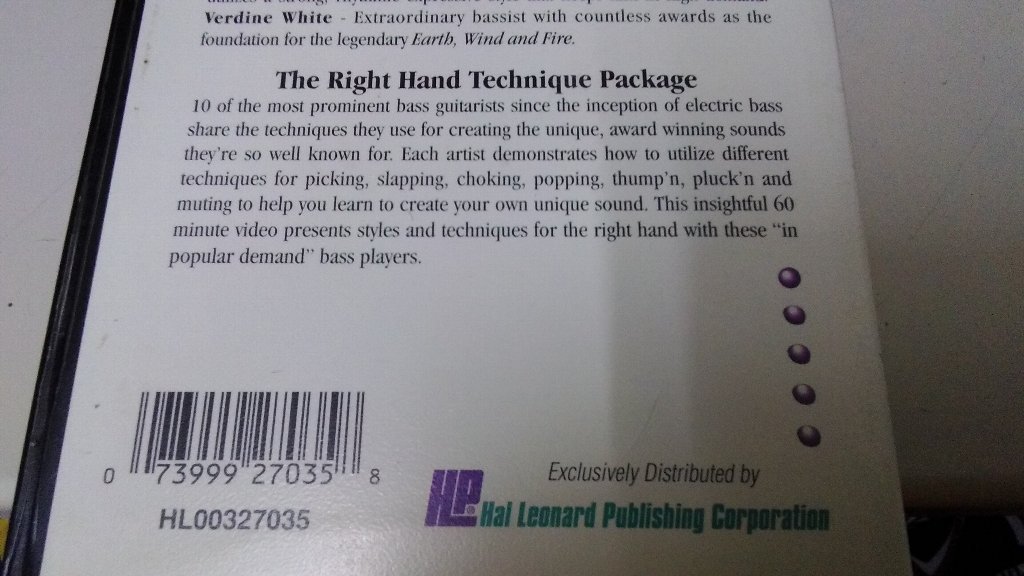 Verdine White - Extraordinary bassist with countless awards as the
foundation for the legendary Earth, Wind and Fire.
The Right Hand Technique Package
10 of the most prominent bass guitarists since the inception of electric bass
share the techniques they use for creating the unique, award winning sounds
they're so well known for. Each artist demonstrates how to utilize different
techniques for picking, slapping, choking, popping, thump'n, pluck'n and
muting to help you learn to create your own unique sound. This insightful 60
minute video presents styles and techniques for the right hand with these “in
popular demand” bass players.
0 73999 27035 8
HL00327035
Exclusively Distributed by
HLP® Hal Leonard Publishing Corporation